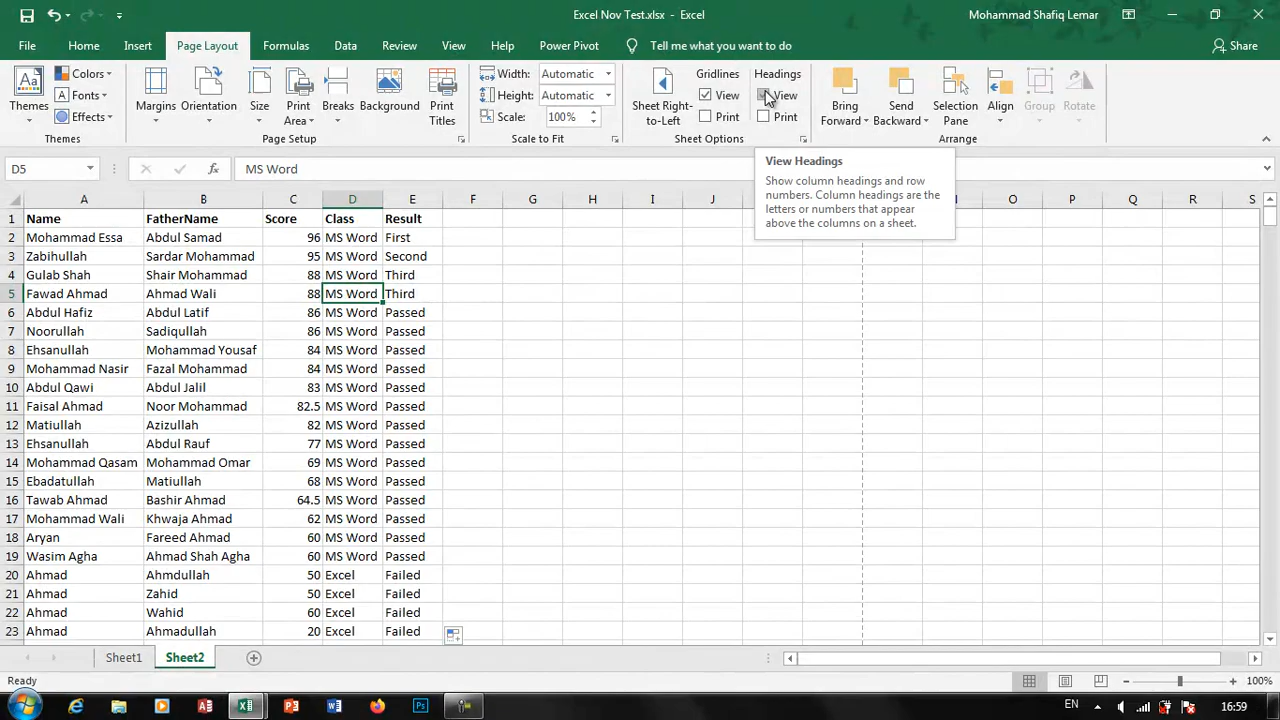 Excel Nov Test.xlsx - Excel
Mohammad Shafiq Lemar
File Home Insert Page Layout Formulas Data Review View Help Power Pivot Tell me what you want to do Share
Themes
Colors
Fonts
Effects
Themes
Margins
Orientation
Size
Print Area
Breaks
Background
Print Titles
Page Setup
Width: Automatic
Height: Automatic
Scale: 100%
Scale to Fit
Sheet Right-to-Left
Gridlines
View
Print
Headings
View
Print
Sheet Options
Bring Forward
Send Backward
Selection Pane
Align
Group
Rotate
Arrange
D5 fx MS Word
View Headings
Show column headings and row
numbers. Column headings are the
letters or numbers that appear
above the columns on a sheet.
A B C D E F G H I J O P Q R S
1 Name FatherName Score Class Result
2 Mohammad Essa Abdul Samad 96 MS Word First
3 Zabihullah Sardar Mohammad 95 MS Word Second
4 Gulab Shah Shair Mohammad 88 MS Word Third
5 Fawad Ahmad Ahmad Wali 88 MS Word Third
6 Abdul Hafiz Abdul Latif 86 MS Word Passed
7 Noorullah Sadiqullah 86 MS Word Passed
8 Ehsanullah Mohammad Yousaf 84 MS Word Passed
9 Mohammad Nasir Fazal Mohammad 84 MS Word Passed
10 Abdul Qawi Abdul Jalil 83 MS Word Passed
11 Faisal Ahmad Noor Mohammad 82.5 MS Word Passed
12 Matiullah Azizullah 82 MS Word Passed
13 Ehsanullah Abdul Rauf 77 MS Word Passed
14 Mohammad Qasam Mohammad Omar 69 MS Word Passed
15 Ebadatullah Matiullah 68 MS Word Passed
16 Tawab Ahmad Bashir Ahmad 64.5 MS Word Passed
17 Mohammad Wali Khwaja Ahmad 62 MS Word Passed
18 Aryan Fareed Ahmad 60 MS Word Passed
19 Wasim Agha Ahmad Shah Agha 60 MS Word Passed
20 Ahmad Ahmdullah 50 Excel Failed
21 Ahmad Zahid 50 Excel Failed
22 Ahmad Wahid 60 Excel Failed
23 Ahmad Ahmadullah 20 Excel Failed
Sheet1 Sheet2
Ready 100%
EN 16:59